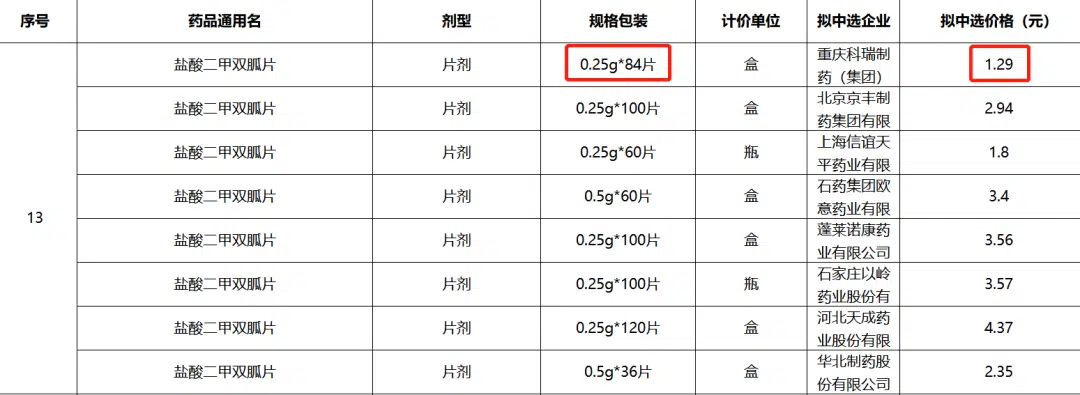 序号 药品通用名 剂型 规格包装 计价单位 拟中选企业 拟中选价格（元）
13
盐酸二甲双胍片 片剂 0.25g*84片 盒 重庆科瑞制
药（集团） 1.29
盐酸二甲双胍片 片剂 0.25g*100片 盒 北京京丰制
药集团有限 2.94
盐酸二甲双胍片 片剂 0.25g*60片 瓶 上海信谊天
平药业有限 1.8
盐酸二甲双胍片 片剂 0.5g*60片 盒 石药集团欧
意药业有限 3.4
盐酸二甲双胍片 片剂 0.25g*100片 盒 蓬莱诺康药
业有限公司 3.56
盐酸二甲双胍片 片剂 0.25g*100片 瓶 石家庄以岭
药业股份有 3.57
盐酸二甲双胍片 片剂 0.25g*120片 盒 河北天成药
业股份有限 4.37
盐酸二甲双胍片 片剂 0.5g*36片 盒 华北制药股
份有限公司 2.35